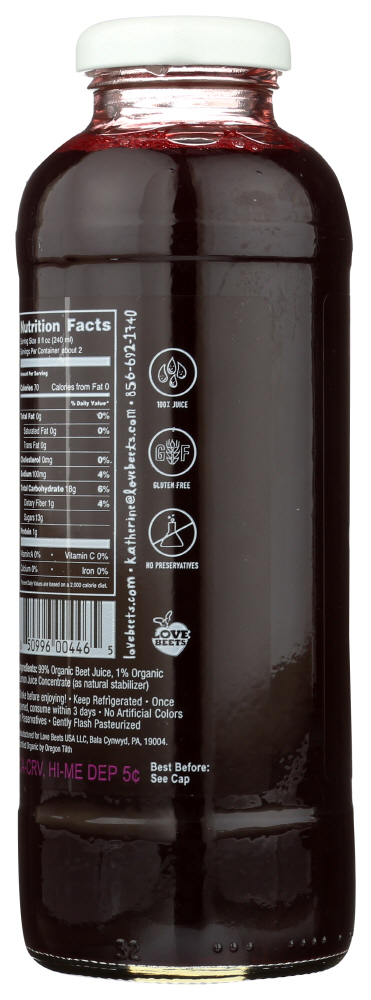 Nutrition Facts
Serving Size 8 fl oz (240 ml)
Servings Per Container about 2
Amount Per Serving
Calories 70 Calories from Fat 0
% Daily Value*
Total Fat 0g 0%
Saturated Fat 0g 0%
Trans Fat 0g
Cholesterol 0mg 0%
Sodium 100mg 4%
Total Carbohydrate 18g 6%
Dietary Fiber 1g 4%
Sugars 13g
Protein 1g
Vitamin A 0% • Vitamin C 0%
Calcium 0% • Iron 0%
Percent Daily Values are based on a 2,000 calorie diet.
50996 00446 5
lovebeets.com • katherine@lovebeets.com • 856-692-1740
100% JUICE
G F
GLUTEN FREE
NO PRESERVATIVES
LOVE
BEETS
Ingredients: 99% Organic Beet Juice, 1% Organic
Juice Concentrate (as natural stabilizer)
before enjoying! • Keep Refrigerated • Once
consume within 3 days • No Artificial Colors
Preservatives • Gently Flash Pasteurized
Manufactured for Love Beets USA LLC, Bala Cynwyd, PA, 19004.
Organic by Oregon Tilth
CA-CRV, HI-ME DEP 5¢
Best Before:
See Cap
32